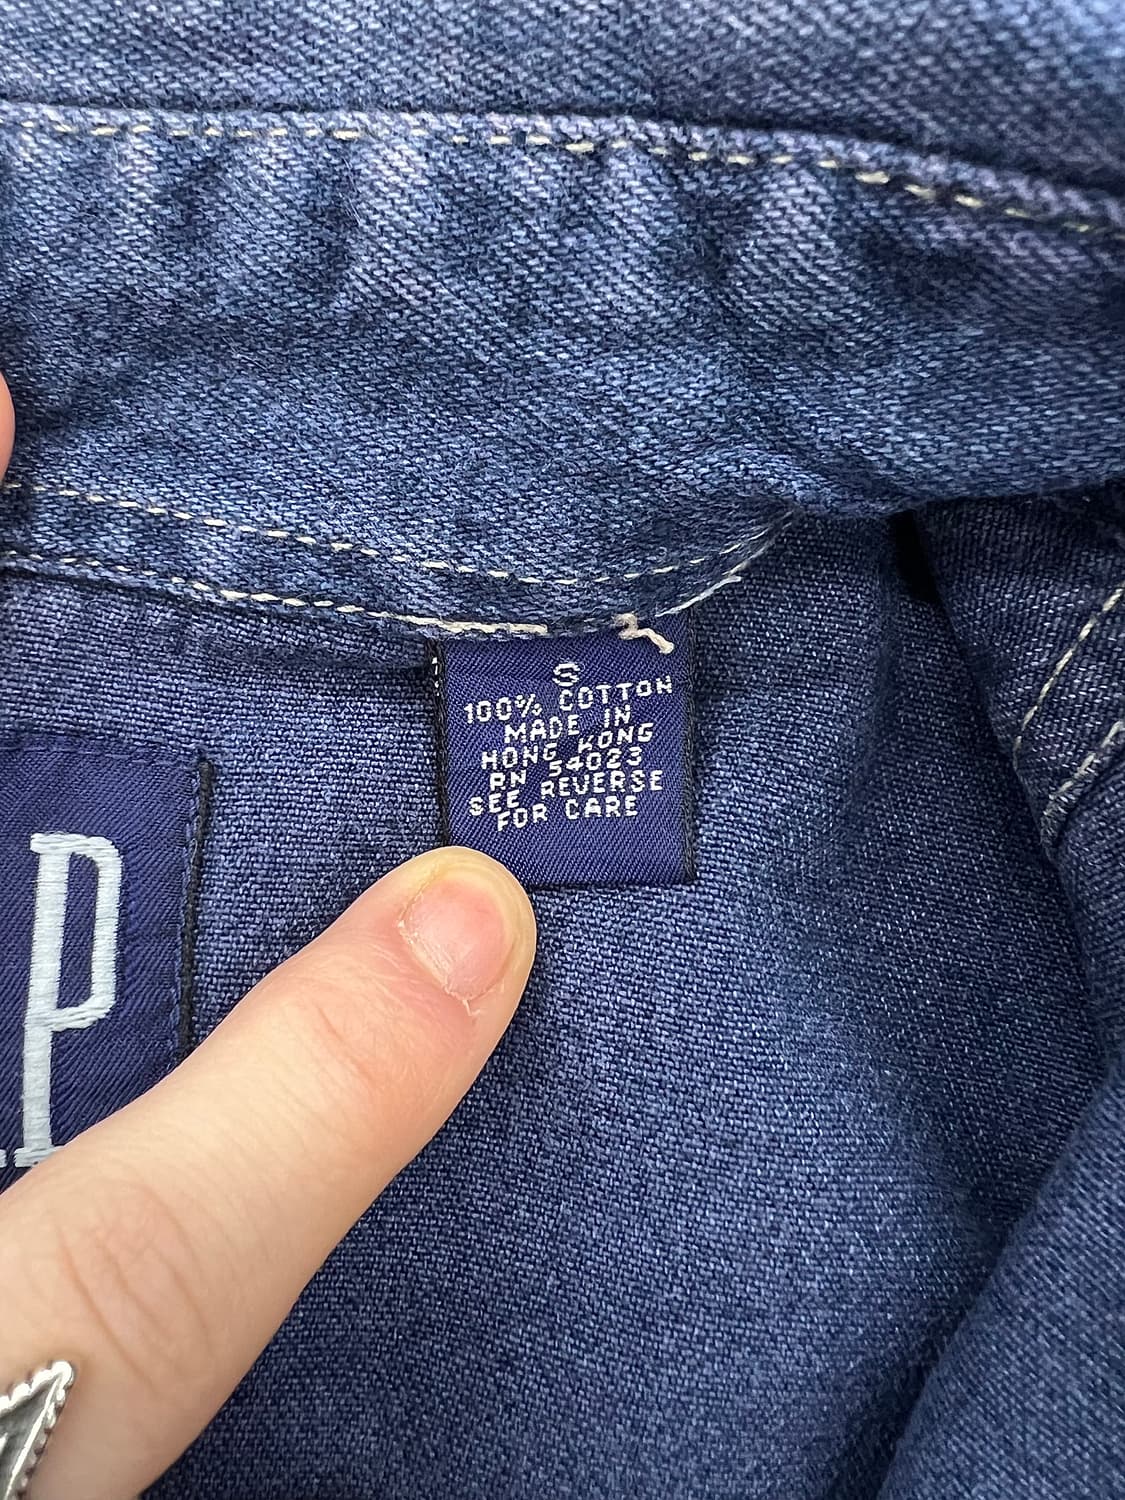 S
100% COTTON
MADE IN
HONG KONG
RN 54023
SEE REVERSE
FOR CARE
P